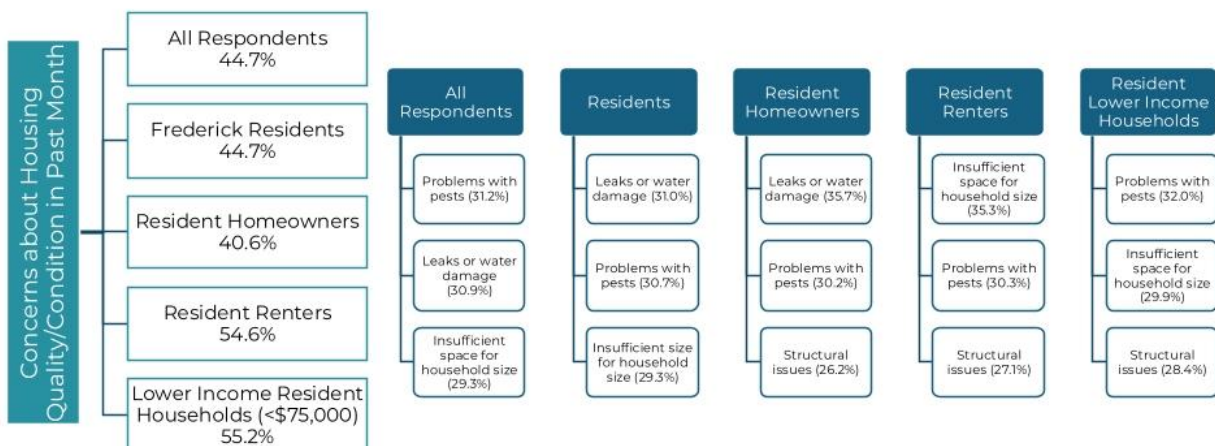 Concerns about Housing
Quality/Condition in Past Month
All Respondents
44.7%
Frederick Residents
44.7%
Resident Homeowners
40.6%
Resident Renters
54.6%
Lower Income Resident
Households (<$75,000)
55.2%
All
Respondents
Problems with
pests (31.2%)
Leaks or water
damage
(30.9%)
Insufficient
space for
household size
(29.3%)
Residents
Leaks or water
damage (31.0%)
Problems with
pests (30.7%)
Insufficient size
for household
size (29.3%)
Resident
Homeowners
Leaks or water
damage (35.7%)
Problems with
pests (30.2%)
Structural
issues (26.2%)
Resident
Renters
Insufficient
space for
household size
(35.3%)
Problems with
pests (30.3%)
Structural
issues (27.1%)
Resident
Lower Income
Households
Problems with
pests (32.0%)
Insufficient
space for
household size
(29.9%)
Structural
issues (28.4%)